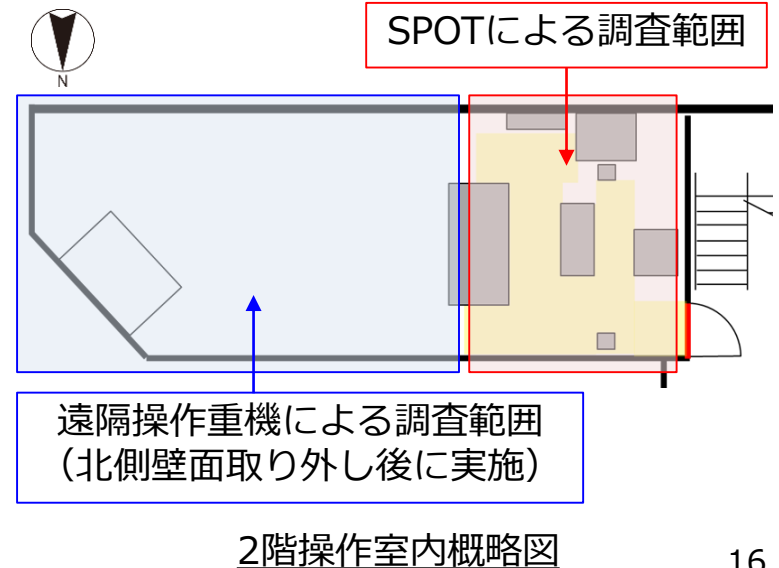 SPOTによる調査範囲
N
遠隔操作重機による調査範囲
（北側壁面取り外し後に実施）
2階操作室内概略図
16